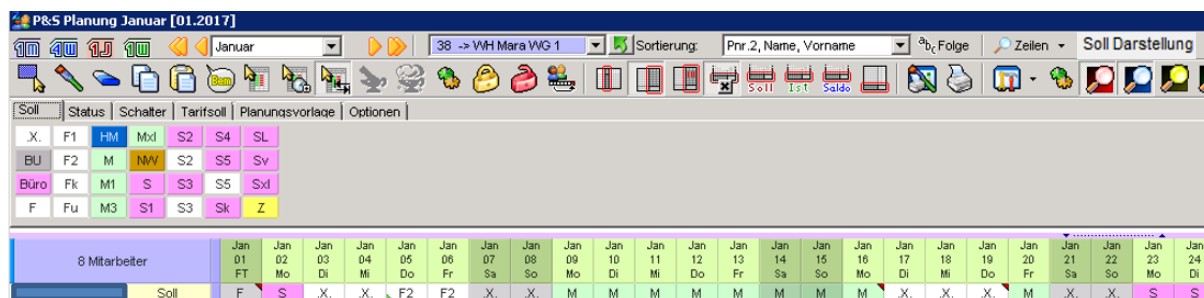 P&S Planung Januar [01.2017]
1m 4W 1J 1W Januar 38 -> WH Mara WG 1 Sortierung: Pnr.2, Name, Vorname abc Folge Zeilen Soll Darstellung
Bem Soll Ist Saldo
Soll Status Schalter Tarifsoll Planungsvorlage Optionen
.X. F1 HM Mxl S2 S4 SL
BU F2 M NW S2 S5 Sv
Büro Fk M1 S S3 S5 Sxl
F Fu M3 S1 S3 Sk Z
Jan Jan Jan Jan Jan Jan Jan Jan Jan Jan Jan Jan Jan Jan Jan Jan Jan Jan Jan Jan Jan Jan Jan Jan
8 Mitarbeiter 01 02 03 04 05 06 07 08 09 10 11 12 13 14 15 16 17 18 19 20 21 22 23 24
FT Mo Di Mi Do Fr Sa So Mo Di Mi Do Fr Sa So Mo Di Mi Do Fr Sa So Mo Di
Soll F S .X. .X. F2 F2 .X. .X. M M M M M M M M .X. .X. .X. M .X. .X. S S